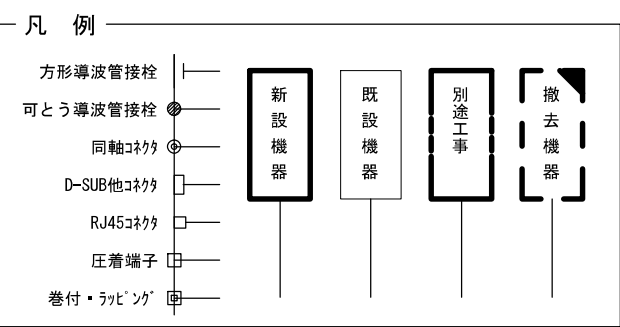 凡 例
方形導波管接栓
可とう導波管接栓
同軸ｺﾈｸﾀ
D-SUB他ｺﾈｸﾀ
RJ45ｺﾈｸﾀ
圧着端子
巻付・ﾗｯﾋﾟﾝｸﾞ
新設機器
既設機器
別途工事
撤去機器